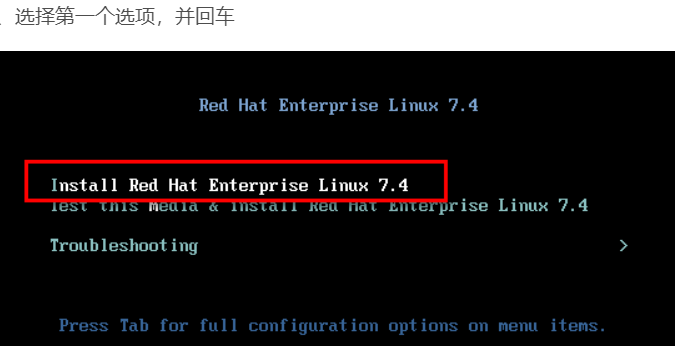 、选择第一个选项，并回车
Red Hat Enterprise Linux 7.4
Install Red Hat Enterprise Linux 7.4
Test this media & install Red Hat Enterprise Linux 7.4
Troubleshooting >
Press Tab for full configuration options on menu items.